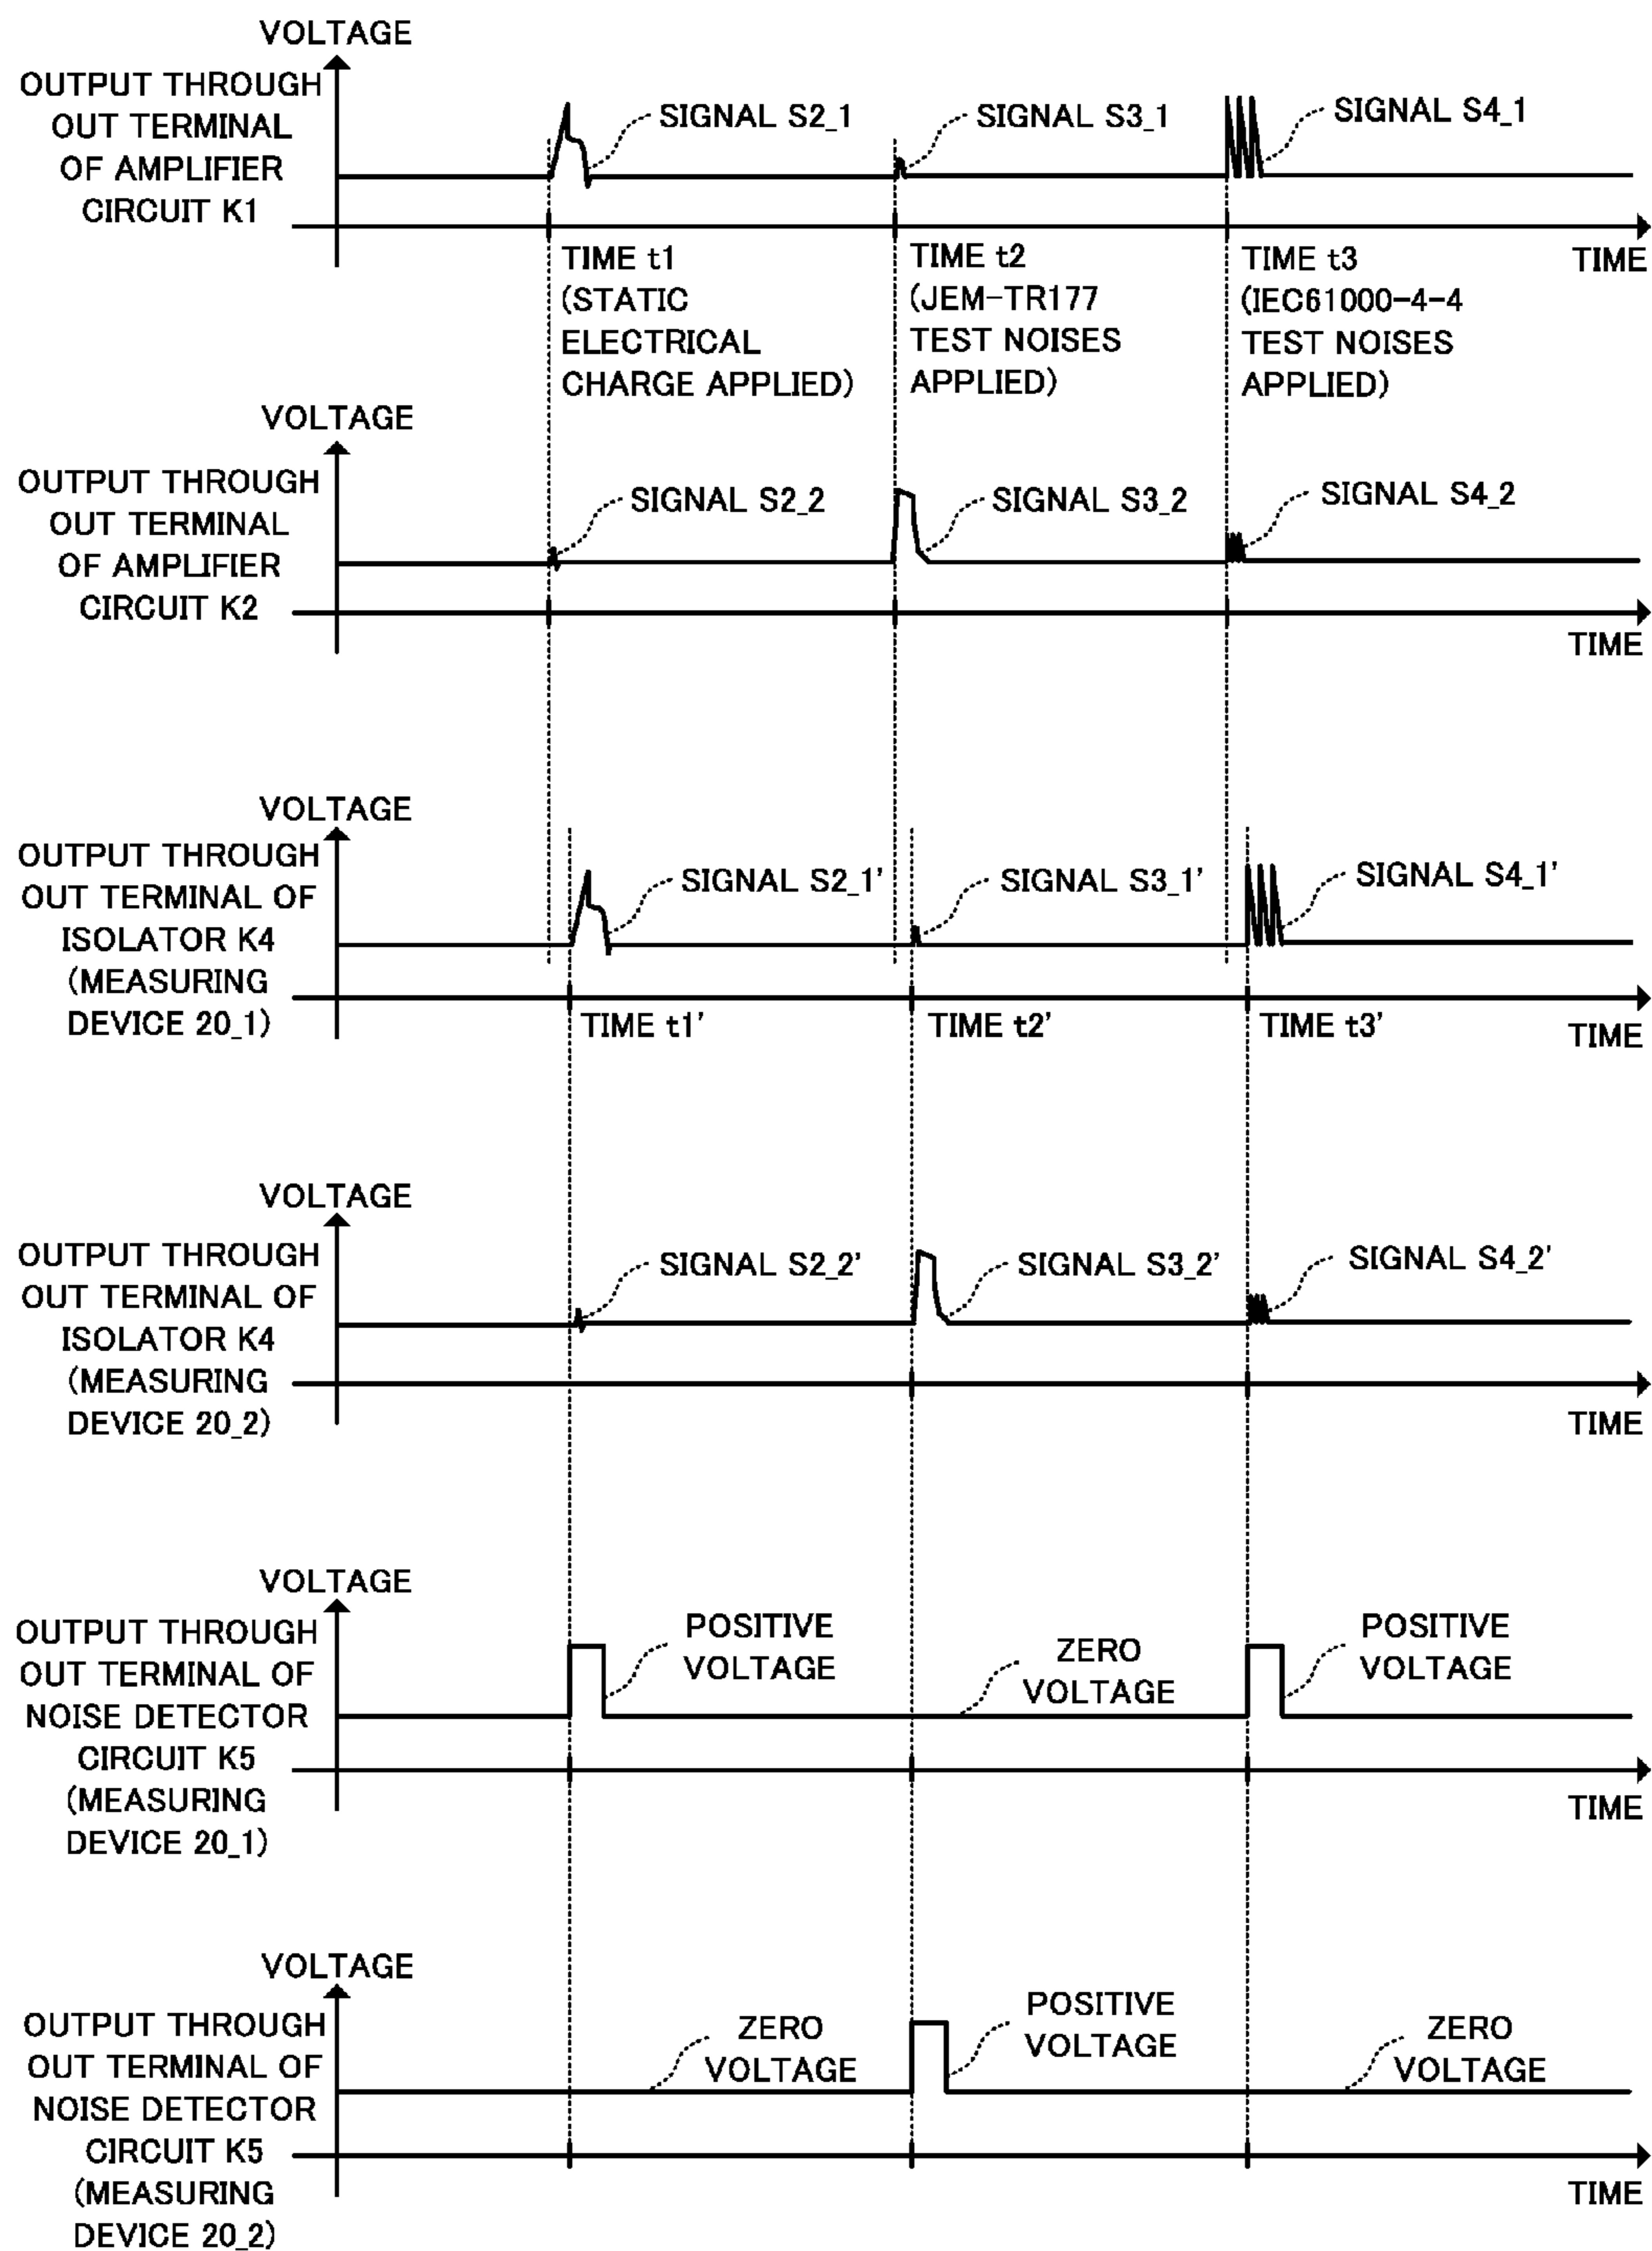 VOLTAGE
OUTPUT THROUGH
OUT TERMINAL
OF AMPLIFIER
CIRCUIT K1
SIGNAL S2_1
SIGNAL S3_1
SIGNAL S4_1
TIME t1
(STATIC
ELECTRICAL
CHARGE APPLIED)
TIME t2
(JEM-TR177
TEST NOISES
APPLIED)
TIME t3
(IEC61000-4-4
TEST NOISES
APPLIED)
TIME
VOLTAGE
OUTPUT THROUGH
OUT TERMINAL
OF AMPLIFIER
CIRCUIT K2
SIGNAL S2_2
SIGNAL S3_2
SIGNAL S4_2
TIME
VOLTAGE
OUTPUT THROUGH
OUT TERMINAL OF
ISOLATOR K4
(MEASURING
DEVICE 20_1)
SIGNAL S2_1'
SIGNAL S3_1'
SIGNAL S4_1'
TIME t1'
TIME t2'
TIME t3'
TIME
VOLTAGE
OUTPUT THROUGH
OUT TERMINAL OF
ISOLATOR K4
(MEASURING
DEVICE 20_2)
SIGNAL S2_2'
SIGNAL S3_2'
SIGNAL S4_2'
TIME
VOLTAGE
OUTPUT THROUGH
OUT TERMINAL OF
NOISE DETECTOR
CIRCUIT K5
(MEASURING
DEVICE 20_1)
POSITIVE
VOLTAGE
ZERO
VOLTAGE
POSITIVE
VOLTAGE
TIME
VOLTAGE
OUTPUT THROUGH
OUT TERMINAL OF
NOISE DETECTOR
CIRCUIT K5
(MEASURING
DEVICE 20_2)
ZERO
VOLTAGE
POSITIVE
VOLTAGE
ZERO
VOLTAGE
TIME